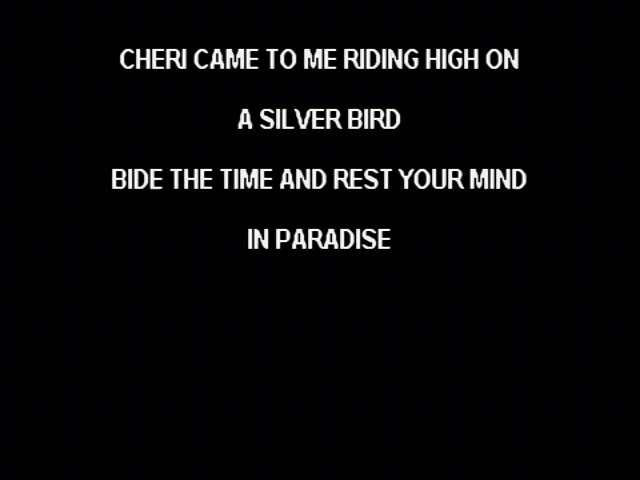 CHERI CAME TO ME RIDING HIGH ON
A SILVER BIRD
BIDE THE TIME AND REST YOUR MIND
IN PARADISE